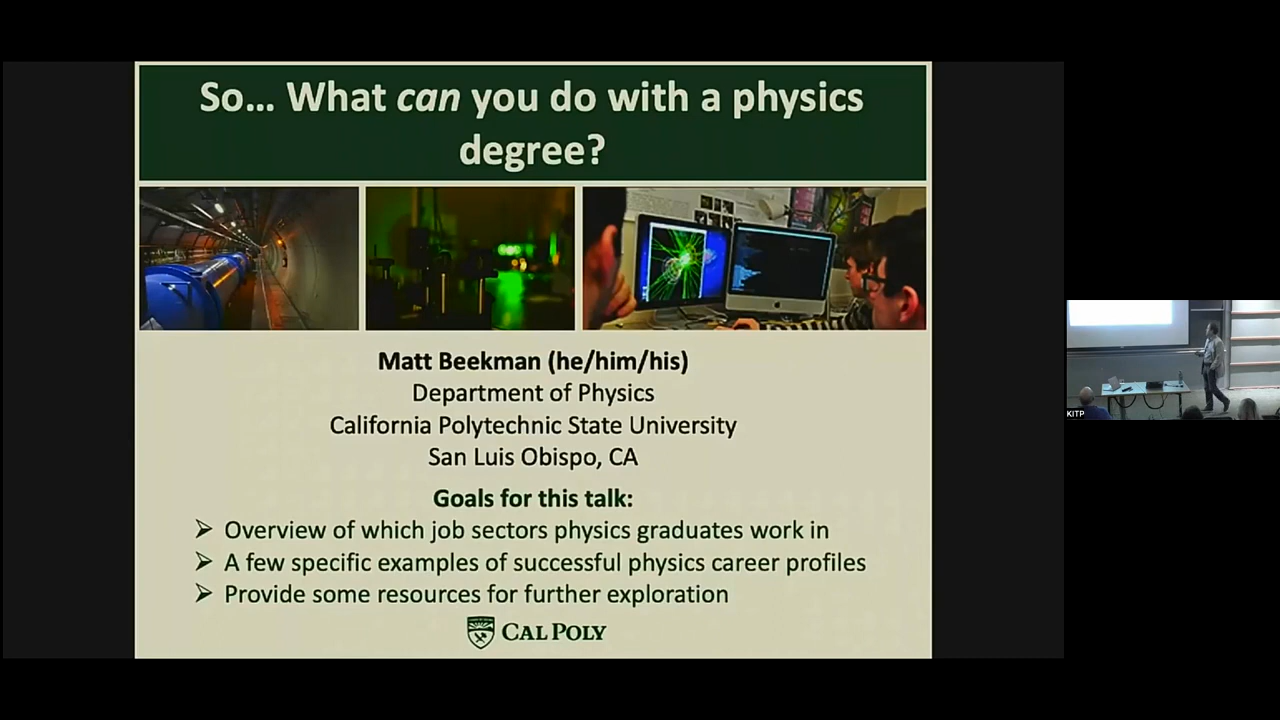 So... What can you do with a physics
degree?
Matt Beekman (he/him/his)
Department of Physics
California Polytechnic State University
San Luis Obispo, CA
Goals for this talk:
➢ Overview of which job sectors physics graduates work in
➢ A few specific examples of successful physics career profiles
➢ Provide some resources for further exploration
CAL POLY
KITP